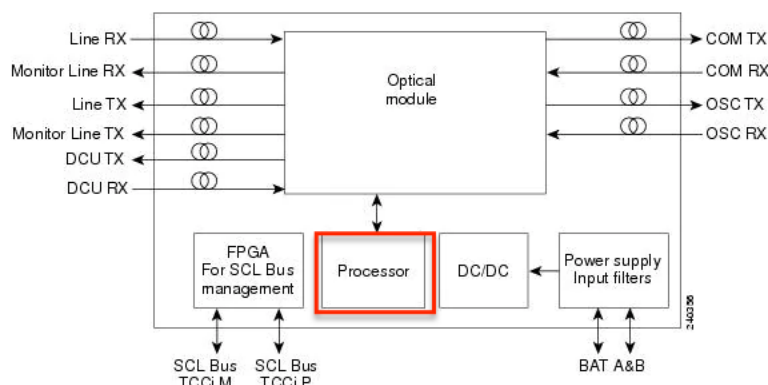 Line RX
Monitor Line RX
Line TX
Monitor Line TX
DCU TX
DCU RX
Optical
module
COM TX
COM RX
OSC TX
OSC RX
FPGA
For SCL Bus
management
Processor
DC/DC
Power supply
Input filters
240356
SCL Bus
TCCi M
SCL Bus
TCCi P
BAT A&B